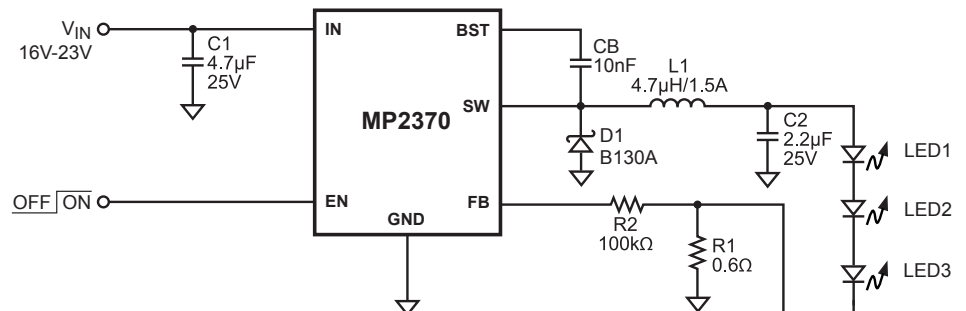 V_IN
16V-23V
C1
4.7µF
25V
IN
BST
CB
10nF
L1
4.7µH/1.5A
SW
MP2370
D1
B130A
C2
2.2µF
25V
LED1
OFF ON
EN
FB
GND
R2
100kΩ
R1
0.6Ω
LED2
LED3